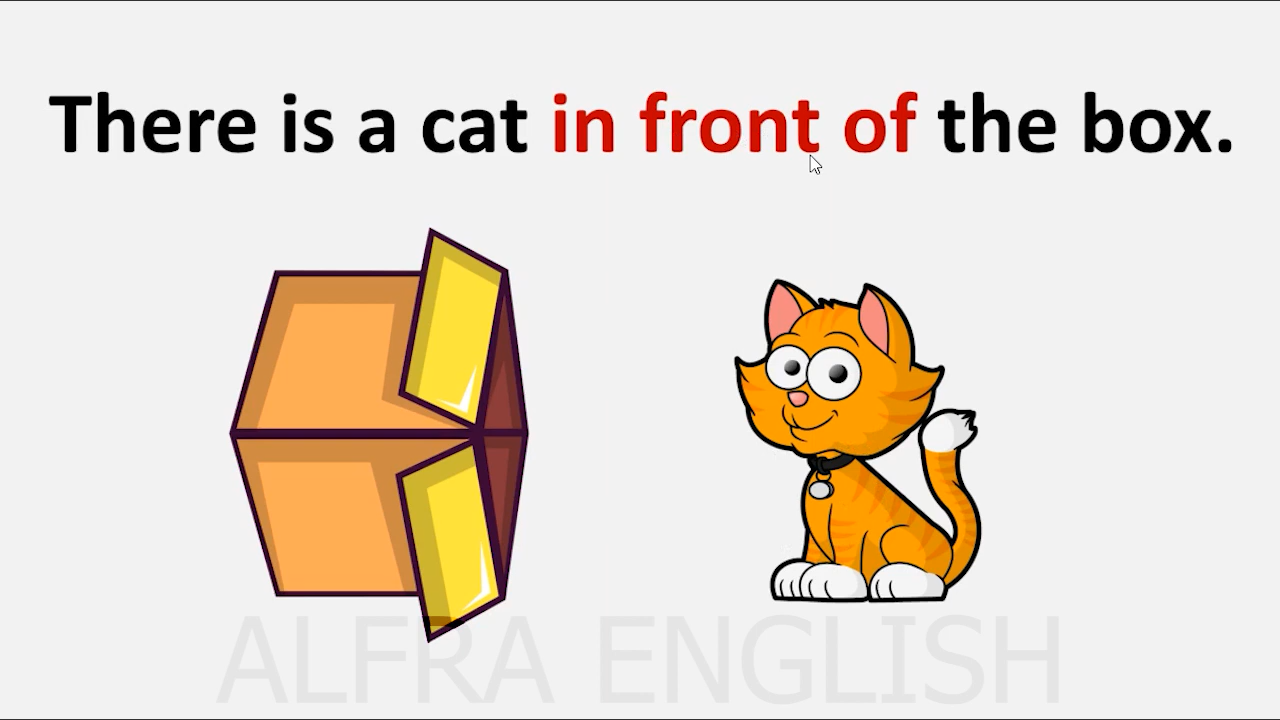 There is a cat in front of the box.
ALFRA ENGLISH